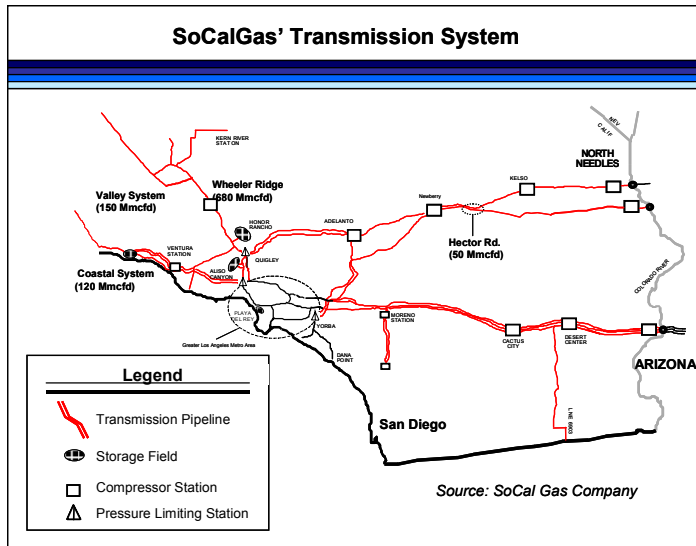 SoCalGas' Transmission System
NEV
CALIF
KERN RIVER
STATION
NORTH
NEEDLES
KELSO
Wheeler Ridge
(680 Mmcfd)
Valley System
(150 Mmcfd)
Newberry
HONOR
RANCHO
ADELANTO
Hector Rd.
(50 Mmcfd)
VENTURA
STATION
QUIGLEY
Coastal System
(120 Mmcfd)
ALISO
CANYON
COLORADO RIVER
PLAYA
DEL REY
MORENO
STATION
YORBA
Greater Los Angeles Metro Area
CACTUS
CITY
DESERT
CENTER
DANA
POINT
ARIZONA
LINE 6903
San Diego
Legend
Transmission Pipeline
Storage Field
Compressor Station
Pressure Limiting Station
Source: SoCal Gas Company